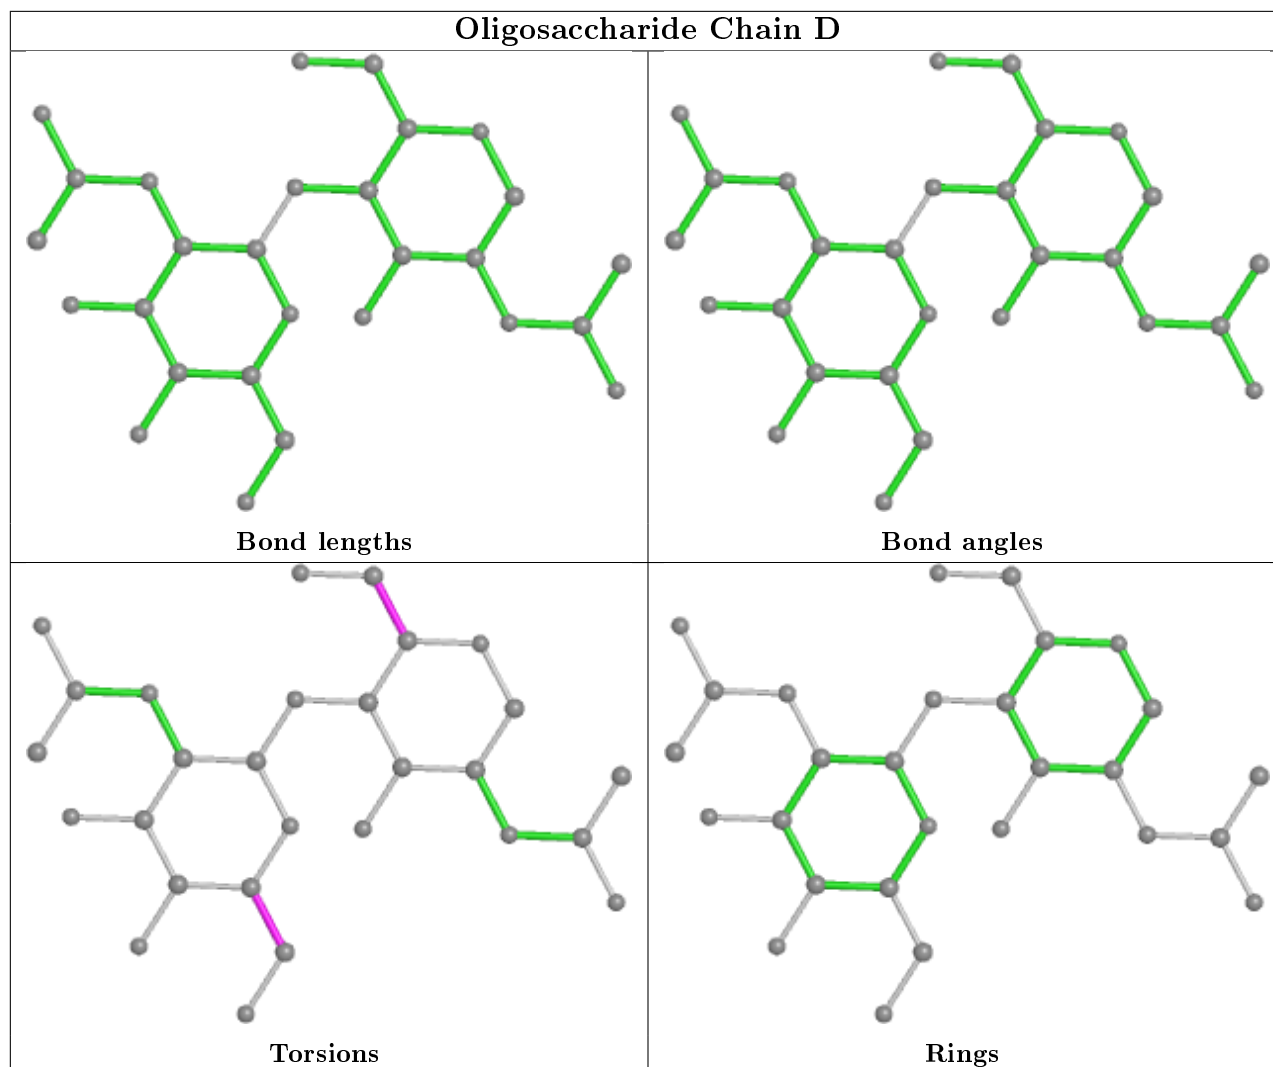 Oligosaccharide Chain D
Bond lengths
Bond angles
Torsions
Rings